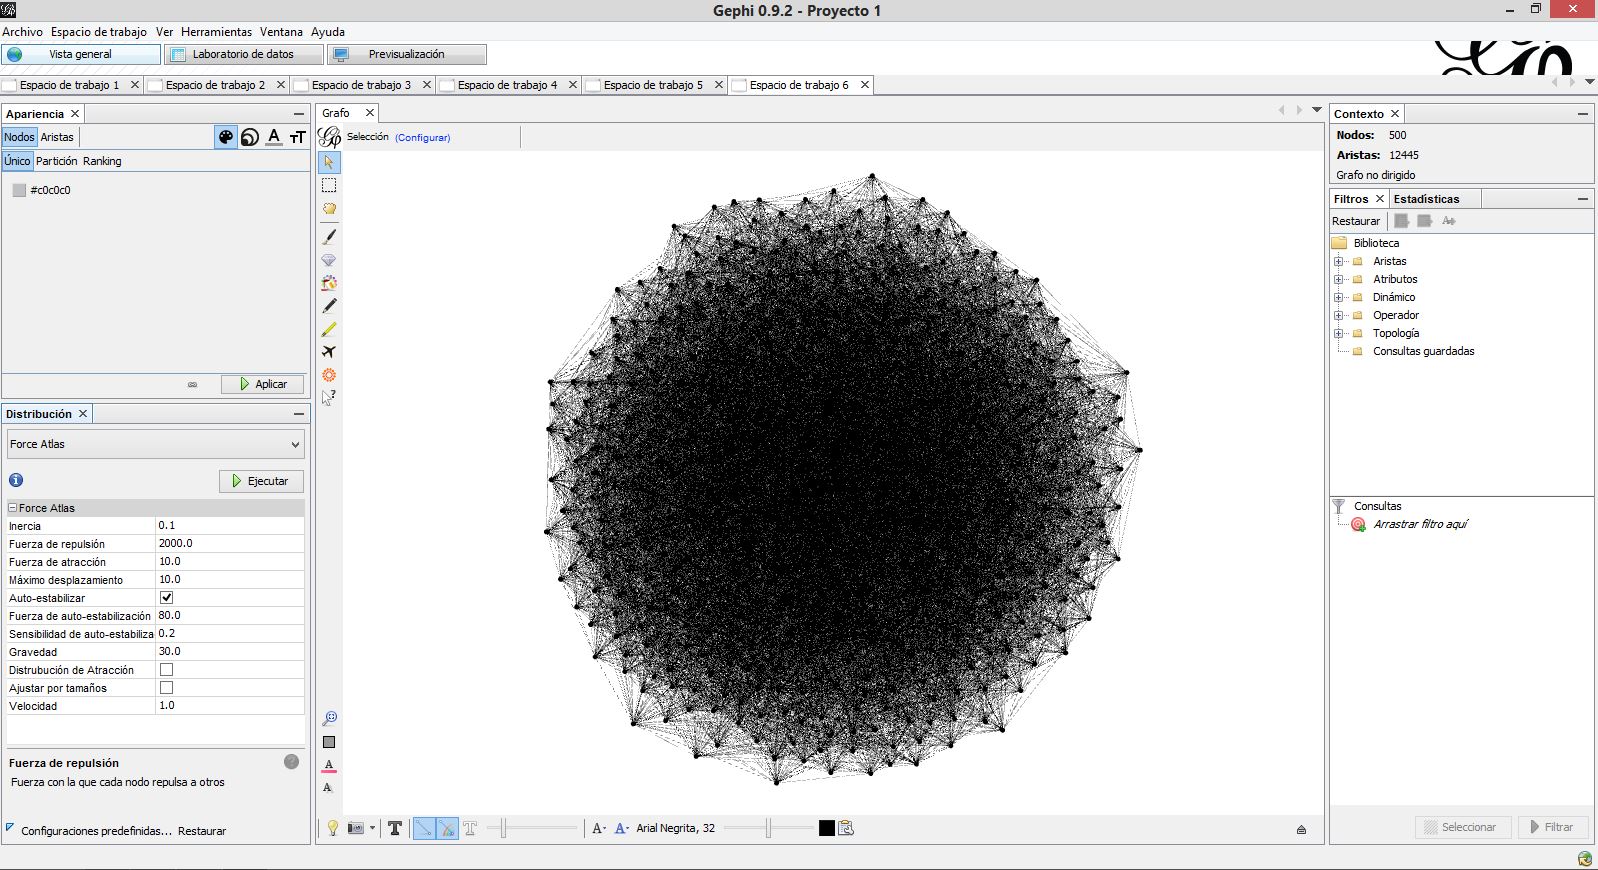 Gephi 0.9.2 - Proyecto 1
Archivo Espacio de trabajo Ver Herramientas Ventana Ayuda
Vista general Laboratorio de datos Previsualización
Espacio de trabajo 1 Espacio de trabajo 2 Espacio de trabajo 3 Espacio de trabajo 4 Espacio de trabajo 5 Espacio de trabajo 6
Apariencia
Nodos Aristas
Único Partición Ranking
#c0c0c0
Aplicar
Distribución
Force Atlas
Ejecutar
Force Atlas
Inercia 0.1
Fuerza de repulsión 2000.0
Fuerza de atracción 10.0
Máximo desplazamiento 10.0
Auto-estabilizar
Fuerza de auto-estabilización 80.0
Sensibilidad de auto-estabiliza 0.2
Gravedad 30.0
Distrubución de Atracción
Ajustar por tamaños
Velocidad 1.0
Fuerza de repulsión
Fuerza con la que cada nodo repulsa a otros
Configuraciones predefinidas... Restaurar
Grafo
Selección (Configurar)
Arial Negrita, 32
Contexto
Nodos: 500
Aristas: 12445
Grafo no dirigido
Filtros Estadísticas
Restaurar
Biblioteca
Aristas
Atributos
Dinámico
Operador
Topología
Consultas guardadas
Consultas
Arrastrar filtro aquí
Seleccionar Filtrar